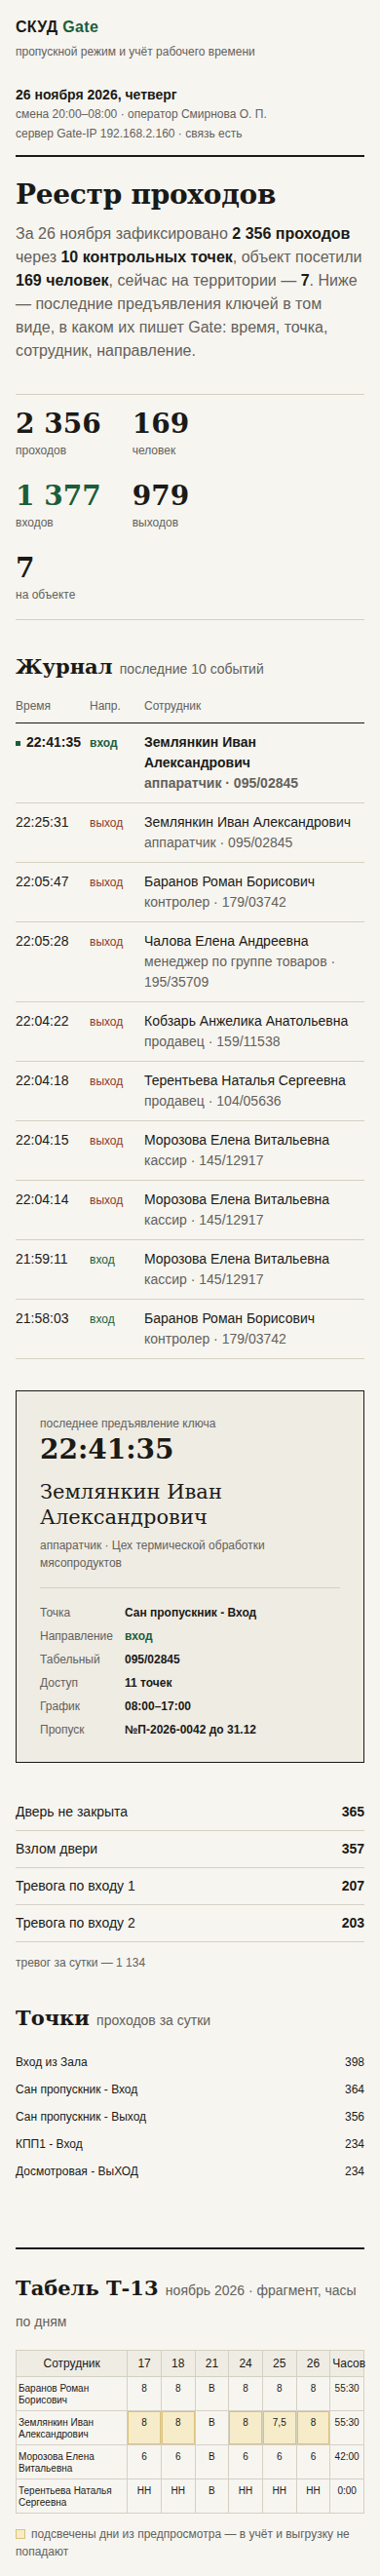 СКУД Gate
пропускной режим и учёт рабочего времени
26 ноября 2026, четверг
смена 20:00–08:00 · оператор Смирнова О. П.
сервер Gate-IP 192.168.2.160 · связь есть
Реестр проходов
За 26 ноября зафиксировано 2 356 проходов
через 10 контрольных точек, объект посетили
169 человек, сейчас на территории — 7. Ниже
— последние предъявления ключей в том
виде, в каком их пишет Gate: время, точка,
сотрудник, направление.
2 356 169
проходов человек
1 377 979
входов выходов
7
на объекте
Журнал последние 10 событий
Время Напр. Сотрудник
22:41:35 вход Землянкин Иван
Александрович
аппаратчик · 095/02845
22:25:31 выход Землянкин Иван Александрович
аппаратчик · 095/02845
22:05:47 выход Баранов Роман Борисович
контролер · 179/03742
22:05:28 выход Чалова Елена Андреевна
менеджер по группе товаров ·
195/35709
22:04:22 выход Кобзарь Анжелика Анатольевна
продавец · 159/11538
22:04:18 выход Терентьева Наталья Сергеевна
продавец · 104/05636
22:04:15 выход Морозова Елена Витальевна
кассир · 145/12917
22:04:14 выход Морозова Елена Витальевна
кассир · 145/12917
21:59:11 вход Морозова Елена Витальевна
кассир · 145/12917
21:58:03 вход Баранов Роман Борисович
контролер · 179/03742
последнее предъявление ключа
22:41:35
Землянкин Иван
Александрович
аппаратчик · Цех термической обработки
мясопродуктов
Точка Сан пропускник - Вход
Направление вход
Табельный 095/02845
Доступ 11 точек
График 08:00–17:00
Пропуск №П-2026-0042 до 31.12
Дверь не закрыта 365
Взлом двери 357
Тревога по входу 1 207
Тревога по входу 2 203
тревог за сутки — 1 134
Точки проходов за сутки
Вход из Зала 398
Сан пропускник - Вход 364
Сан пропускник - Выход 356
КПП1 - Вход 234
Досмотровая - ВыХОД 234
Табель Т-13 ноябрь 2026 · фрагмент, часы
по дням
Сотрудник 17 18 21 24 25 26 Часов
Баранов Роман
Борисович 8 8 В 8 8 8 55:30
Землянкин Иван
Александрович 8 8 В 8 7,5 8 55:30
Морозова Елена
Витальевна 6 6 В 6 6 6 42:00
Терентьева Наталья
Сергеевна НН НН В НН НН НН 0:00
подсвечены дни из предпросмотра — в учёт и выгрузку не
попадают